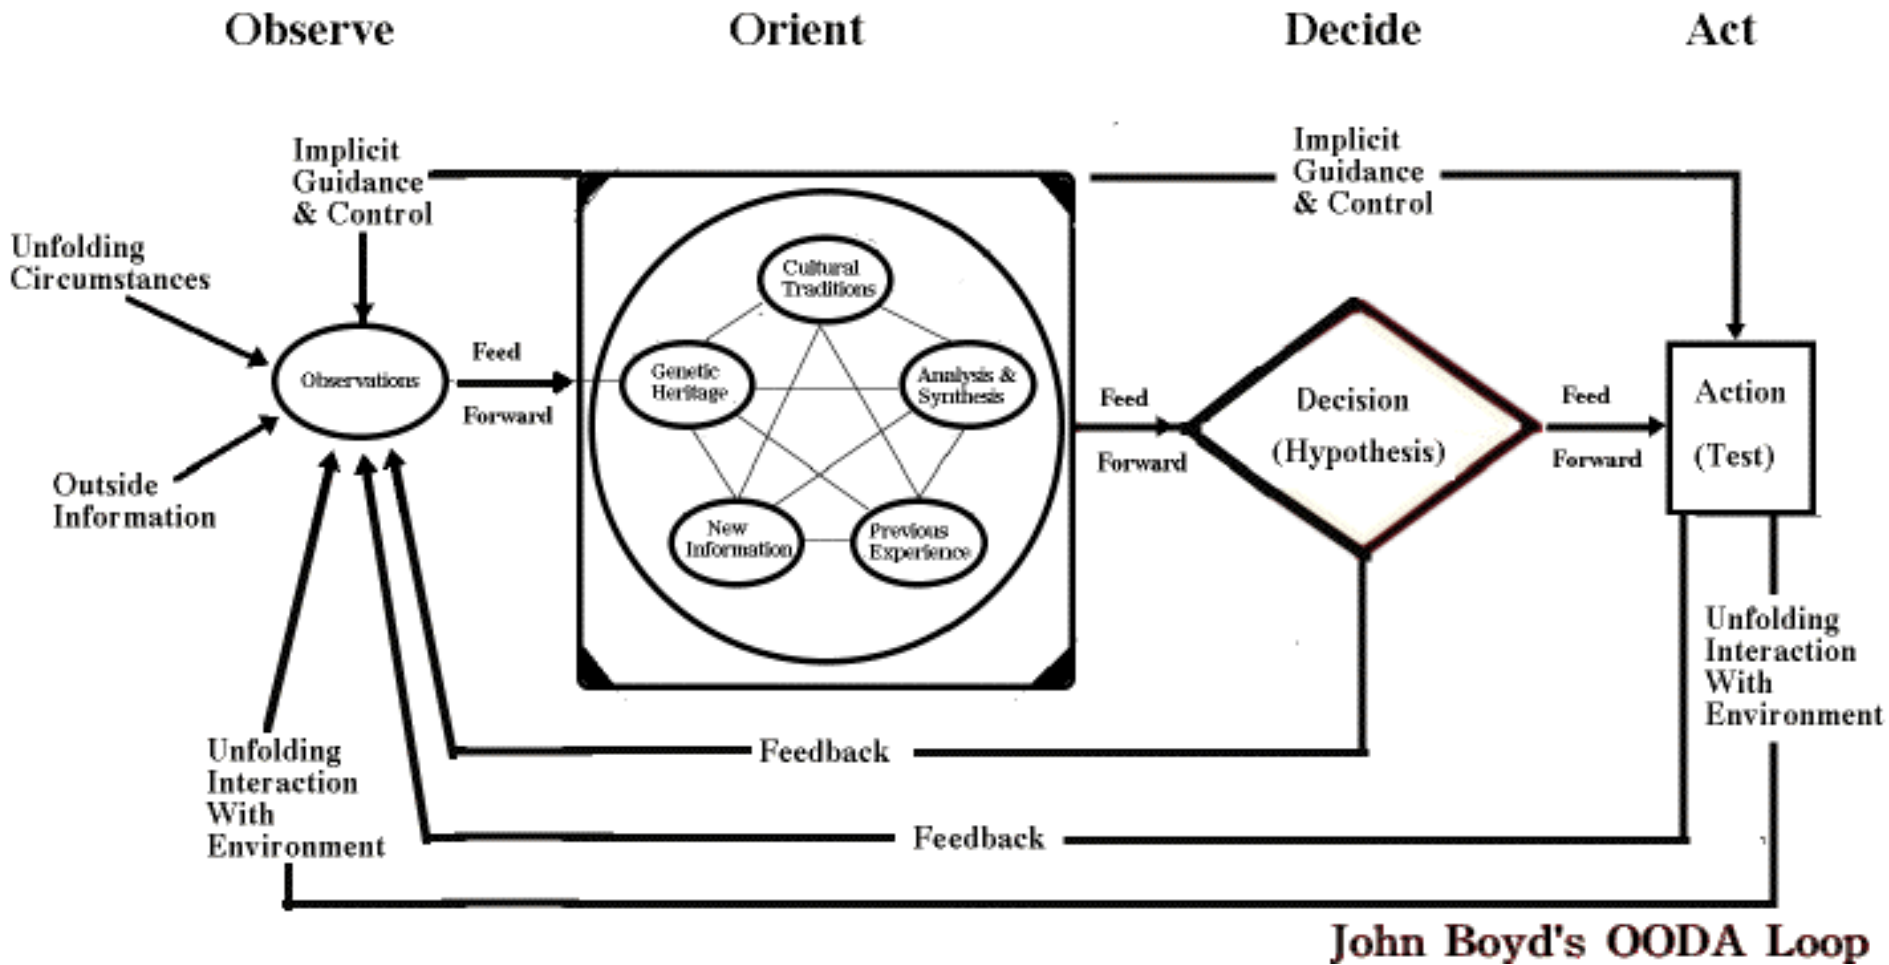 Observe
Orient
Decide
Act
Implicit
Guidance
& Control
Unfolding
Circumstances
Observations
Outside
Information
Feed
Forward
Cultural
Traditions
Genetic
Heritage
Analysis &
Synthesis
New
Information
Previous
Experience
Feed
Forward
Implicit
Guidance
& Control
Decision
(Hypothesis)
Feed
Forward
Action
(Test)
Unfolding
Interaction
With
Environment
Feedback
Feedback
Unfolding
Interaction
With
Environment
John Boyd's OODA Loop